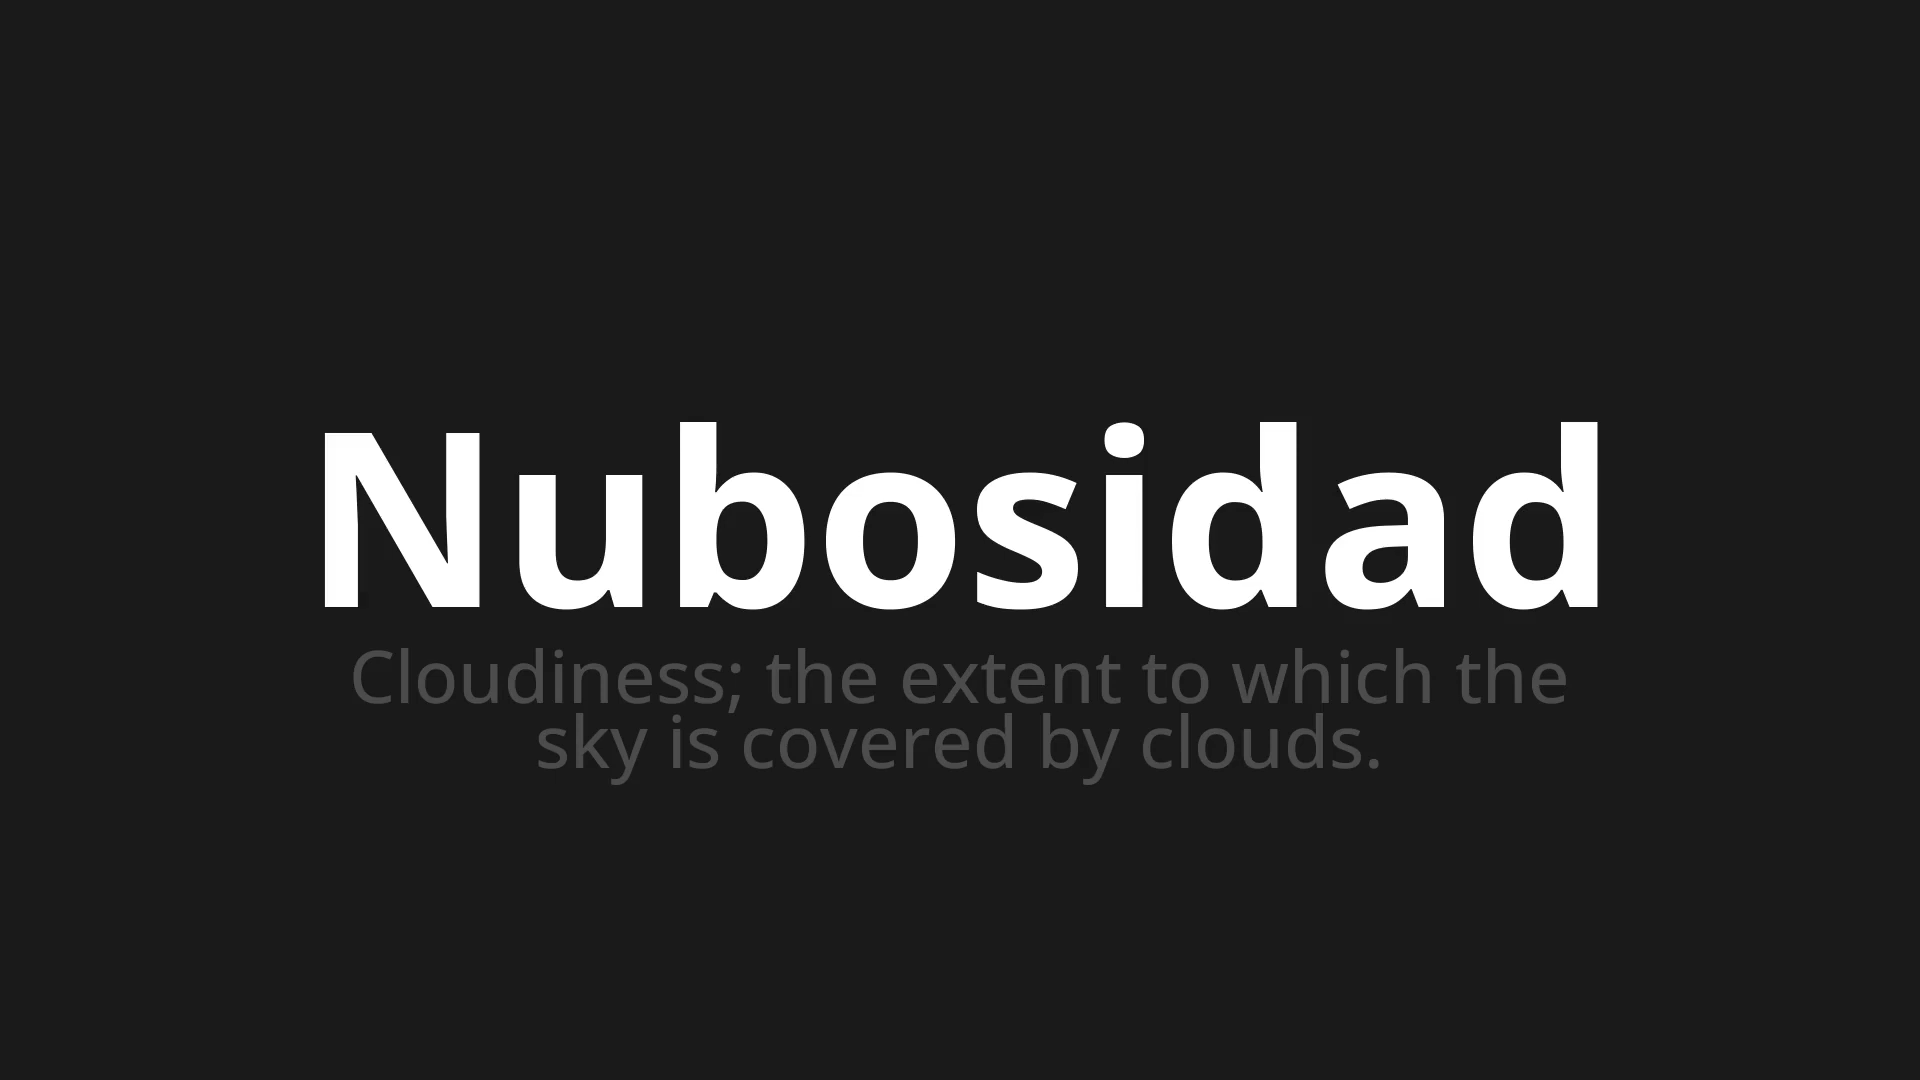 Nubosidad
Cloudiness; the extent to which the
sky is covered by clouds.